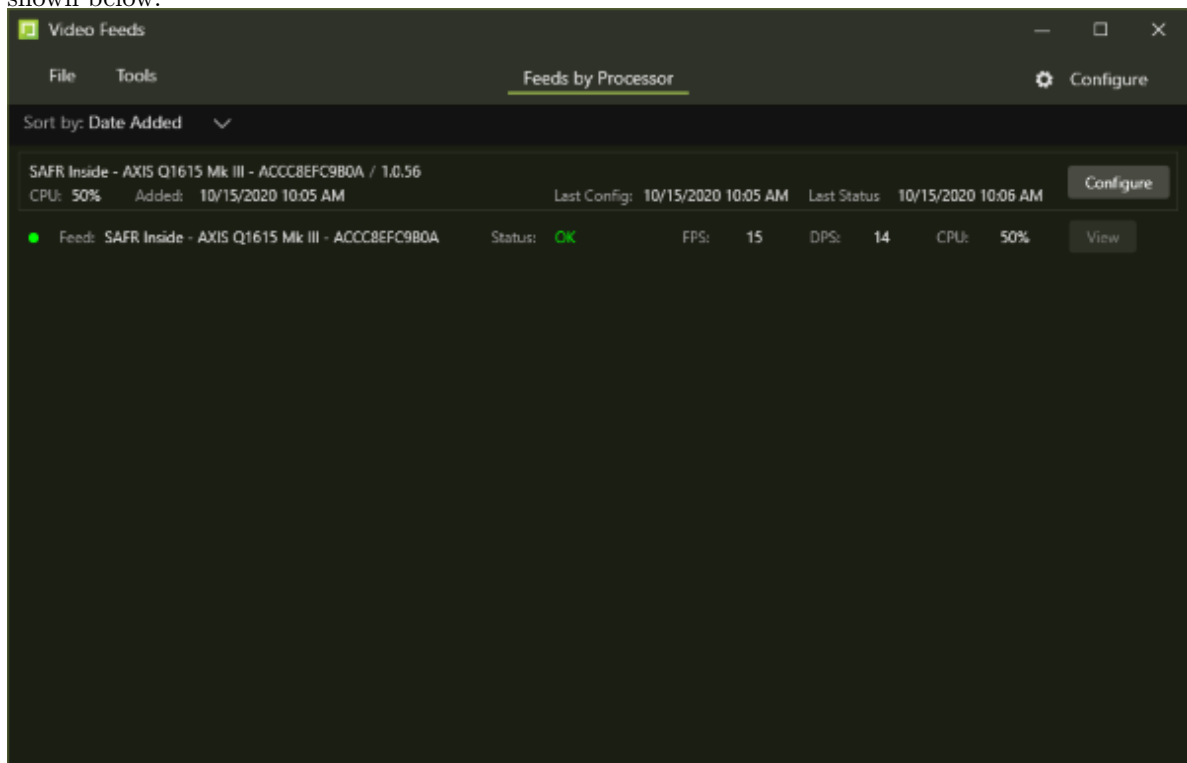 shown below:
Video Feeds
File Tools Feeds by Processor Configure
Sort by: Date Added
SAFR Inside - AXIS Q1615 Mk III - ACCC8EFC9B0A / 1.0.56
CPU: 50% Added: 10/15/2020 10:05 AM Last Config: 10/15/2020 10:05 AM Last Status 10/15/2020 10:06 AM Configure
Feed: SAFR Inside - AXIS Q1615 Mk III - ACCC8EFC9B0A Status: OK FPS: 15 DPS: 14 CPU: 50% View